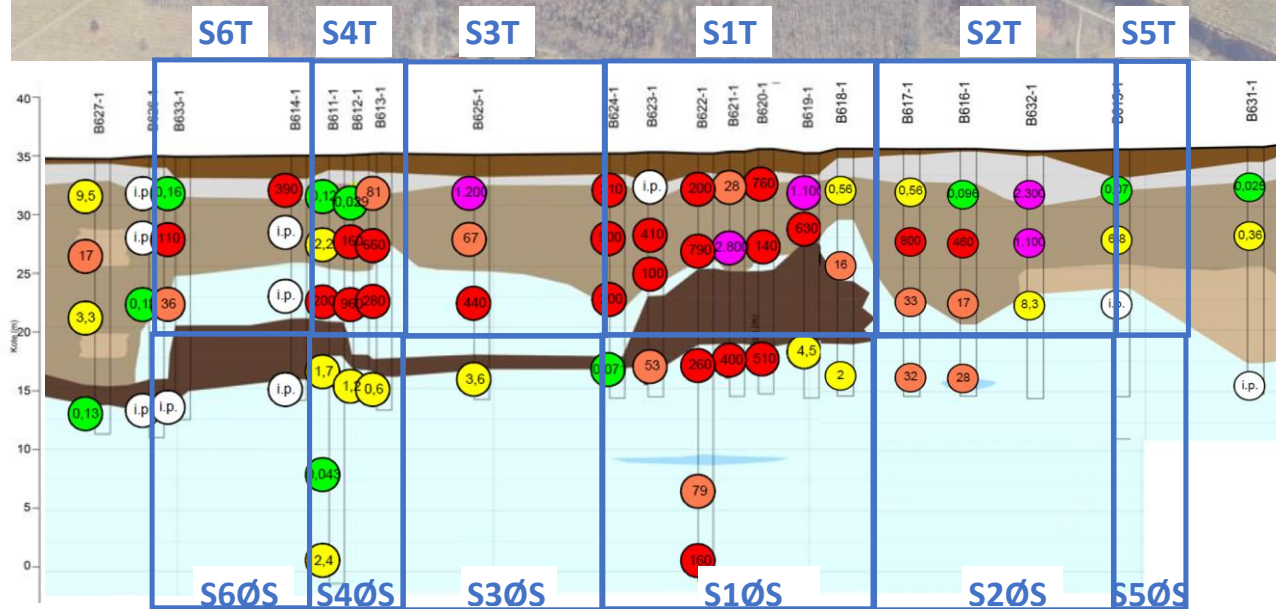 S6T S4T S3T S1T S2T S5T
B627-1 B633-1 B614-1 B611-1 B612-1 B613-1 B625-1 B624-1 B623-1 B622-1 B621-1 B620-1 B619-1 B618-1 B617-1 B616-1 B632-1 B631-1
40
35
30
25
20
15
10
5
0
Kote (m)
9,5 i.p. 0,16 390 0,12 0,029 81 1.200 i.p. 200 28 760 1.100 0,56 0,56 0,096 2.300 0,07 0,025
17 i.p. 110 i.p. 2,2 160 660 67 410 790 2.800 140 630 16 800 460 1.100 6,8 0,36
3,3 36 i.p. 200 960 280 440 100 33 17 8,3 i.p.
0,13 i.p. i.p. i.p. 1,7 1,2 0,6 3,6 0,07 53 260 400 510 4,5 2 32 28 i.p.
0,043 79
2,4 160
S6ØS S4ØS S3ØS S1ØS S2ØS S5ØS